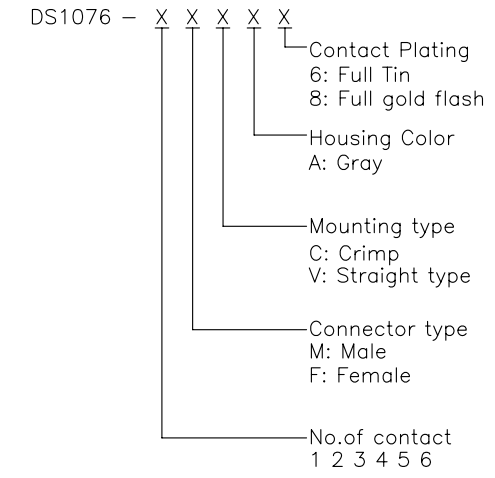 DS1076 - X X X X X
Contact Plating
6: Full Tin
8: Full gold flash
Housing Color
A: Gray
Mounting type
C: Crimp
V: Straight type
Connector type
M: Male
F: Female
No.of contact
1 2 3 4 5 6